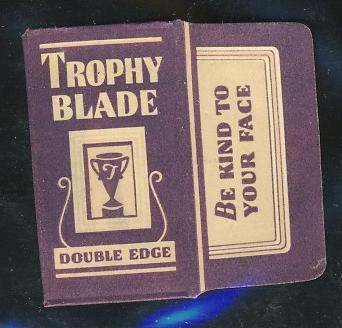 TROPHY
BLADE
T
DOUBLE EDGE
BE KIND TO
YOUR FACE